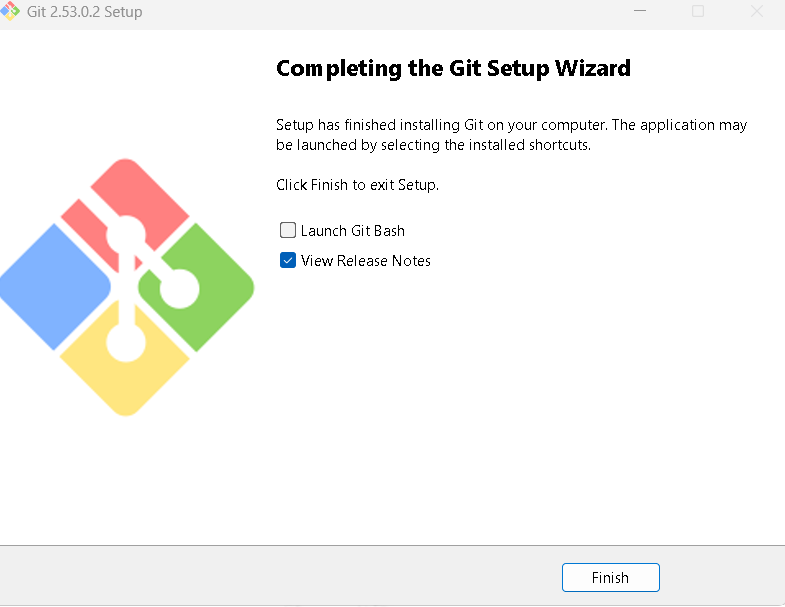 Git 2.53.0.2 Setup
Completing the Git Setup Wizard
Setup has finished installing Git on your computer. The application may
be launched by selecting the installed shortcuts.
Click Finish to exit Setup.
Launch Git Bash
View Release Notes
Finish